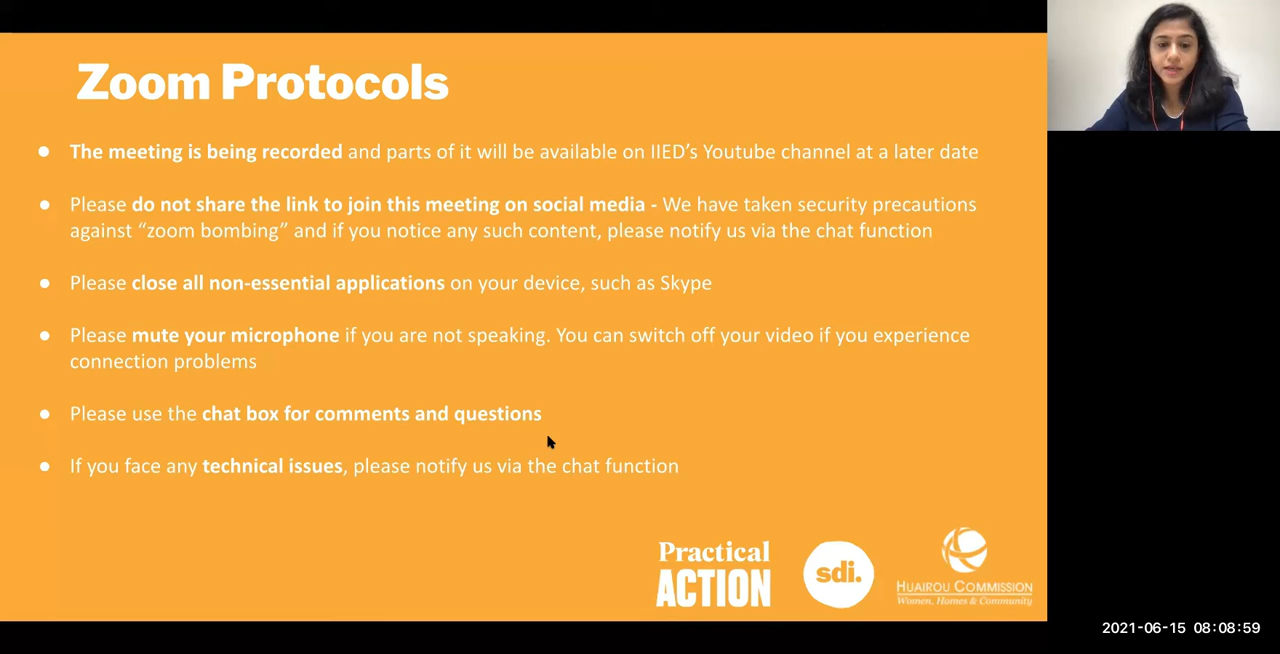 Zoom Protocols
● The meeting is being recorded and parts of it will be available on IIED’s Youtube channel at a later date
● Please do not share the link to join this meeting on social media - We have taken security precautions
against “zoom bombing” and if you notice any such content, please notify us via the chat function
● Please close all non-essential applications on your device, such as Skype
● Please mute your microphone if you are not speaking. You can switch off your video if you experience
connection problems
● Please use the chat box for comments and questions
● If you face any technical issues, please notify us via the chat function
Practical
ACTION
sdi.
HUAIROU COMMISSION
Women, Homes & Community
2021-06-15 08:08:59